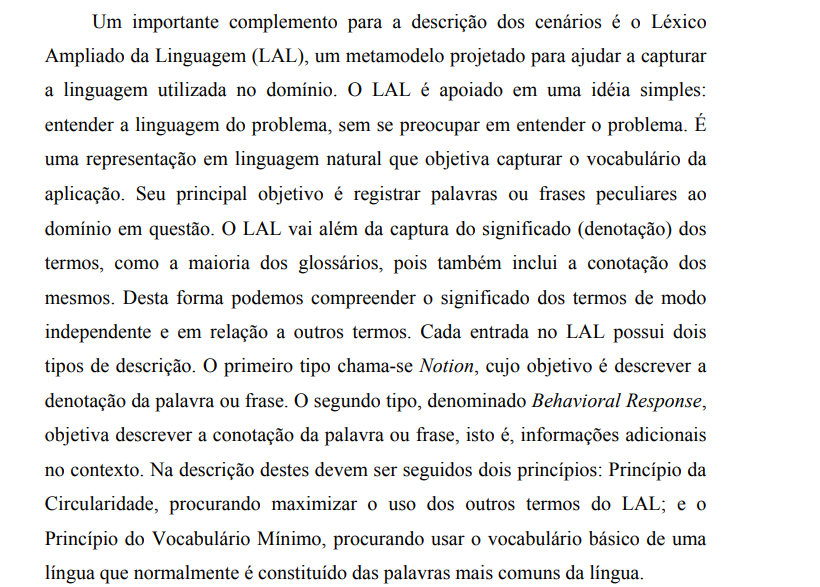 Um importante complemento para a descrição dos cenários é o Léxico
Ampliado da Linguagem (LAL), um metamodelo projetado para ajudar a capturar
a linguagem utilizada no domínio. O LAL é apoiado em uma idéia simples:
entender a linguagem do problema, sem se preocupar em entender o problema. É
uma representação em linguagem natural que objetiva capturar o vocabulário da
aplicação. Seu principal objetivo é registrar palavras ou frases peculiares ao
domínio em questão. O LAL vai além da captura do significado (denotação) dos
termos, como a maioria dos glossários, pois também inclui a conotação dos
mesmos. Desta forma podemos compreender o significado dos termos de modo
independente e em relação a outros termos. Cada entrada no LAL possui dois
tipos de descrição. O primeiro tipo chama-se Notion, cujo objetivo é descrever a
denotação da palavra ou frase. O segundo tipo, denominado Behavioral Response,
objetiva descrever a conotação da palavra ou frase, isto é, informações adicionais
no contexto. Na descrição destes devem ser seguidos dois princípios: Princípio da
Circularidade, procurando maximizar o uso dos outros termos do LAL; e o
Princípio do Vocabulário Mínimo, procurando usar o vocabulário básico de uma
língua que normalmente é constituído das palavras mais comuns da língua.